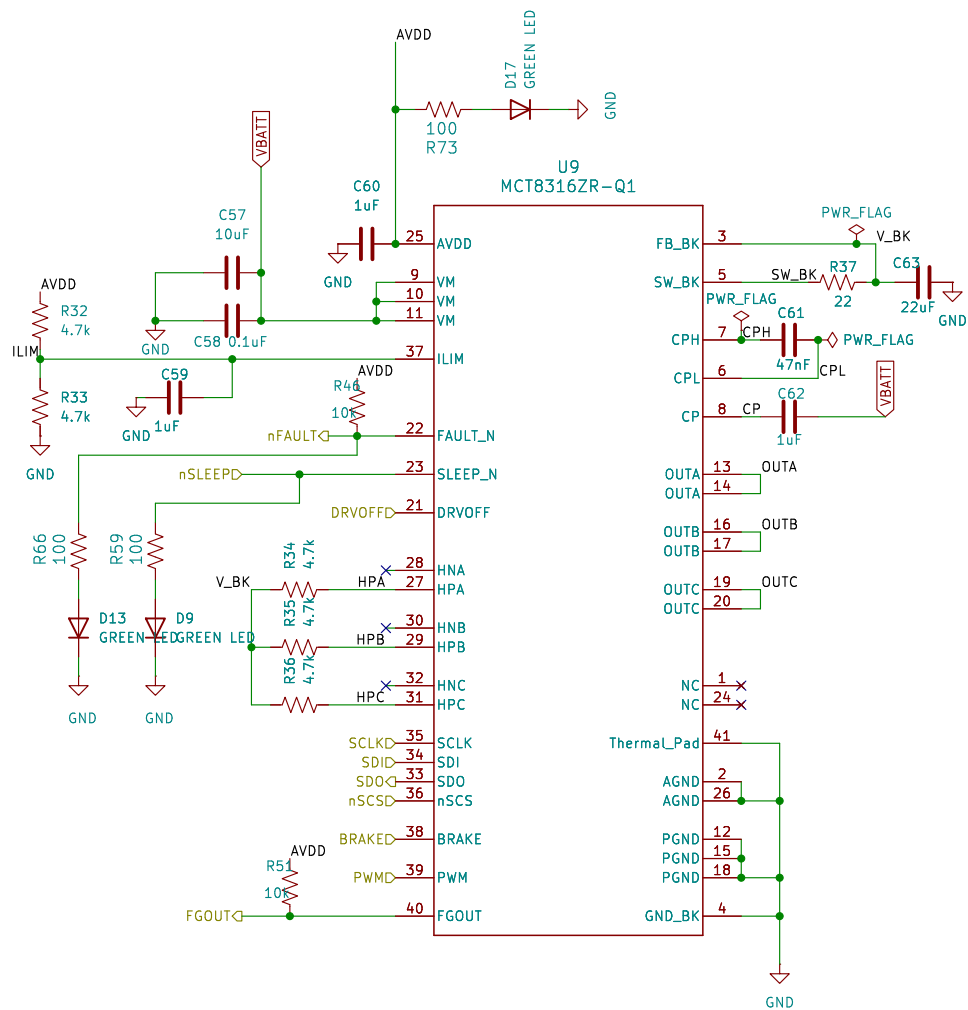 AVDD
D17
GREEN LED
GND
100
R73
VBATT
U9
MCT8316ZR-Q1
C60
1uF
GND
C57
10uF
C58 0.1uF
GND
AVDD
R32
4.7k
ILIM
R33
4.7k
GND
C59
1uF
GND
AVDD
R46
10k
nFAULT
nSLEEP
DRVOFF
R66
100
R59
100
D13
GREEN LED
D9
GREEN LED
GND
GND
V_BK
R34
4.7k
HPA
R35
4.7k
HPB
R36
4.7k
HPC
SCLK
SDI
SDO
nSCS
BRAKE
PWM
AVDD
R51
10k
FGOUT
25 AVDD
9 VM
10 VM
11 VM
37 ILIM
22 FAULT_N
23 SLEEP_N
21 DRVOFF
28 HNA
27 HPA
30 HNB
29 HPB
32 HNC
31 HPC
35 SCLK
34 SDI
33 SDO
36 nSCS
38 BRAKE
39 PWM
40 FGOUT
FB_BK 3
SW_BK 5
CPH 7
CPL 6
CP 8
OUTA 13
OUTA 14
OUTB 16
OUTB 17
OUTC 19
OUTC 20
NC 1
NC 24
Thermal_Pad 41
AGND 2
AGND 26
PGND 12
PGND 15
PGND 18
GND_BK 4
PWR_FLAG
V_BK
SW_BK
R37
22
C63
22uF
GND
PWR_FLAG
CPH
C61
47nF
PWR_FLAG
CPL
VBATT
CP
C62
1uF
OUTA
OUTB
OUTC
GND